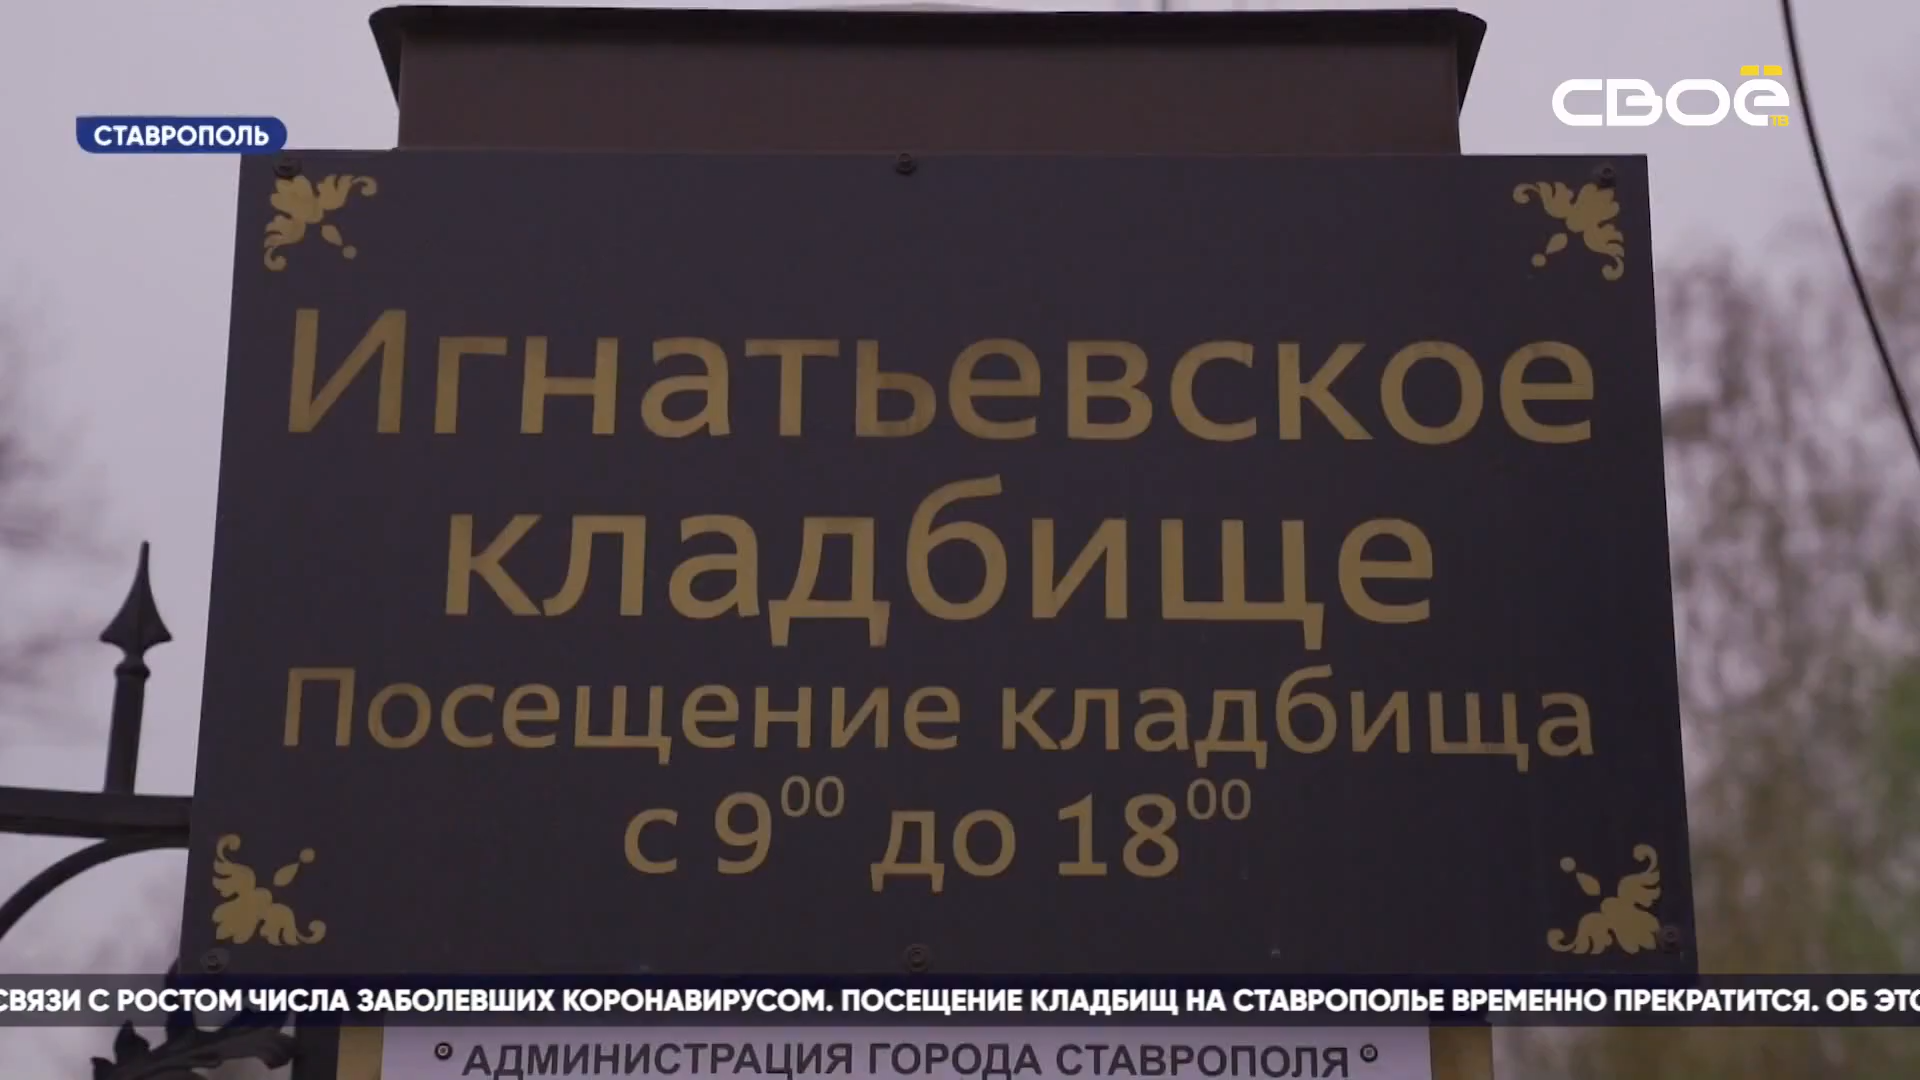 СВОЁ
ТВ
СТАВРОПОЛЬ
Игнатьевское
кладбище
Посещение кладбища
с 9⁰⁰ до 18⁰⁰
СВЯЗИ С РОСТОМ ЧИСЛА ЗАБОЛЕВШИХ КОРОНАВИРУСОМ. ПОСЕЩЕНИЕ КЛАДБИЩ НА СТАВРОПОЛЬЕ ВРЕМЕННО ПРЕКРАТИТСЯ. ОБ ЭТО
АДМИНИСТРАЦИЯ ГОРОДА СТАВРОПОЛЯ